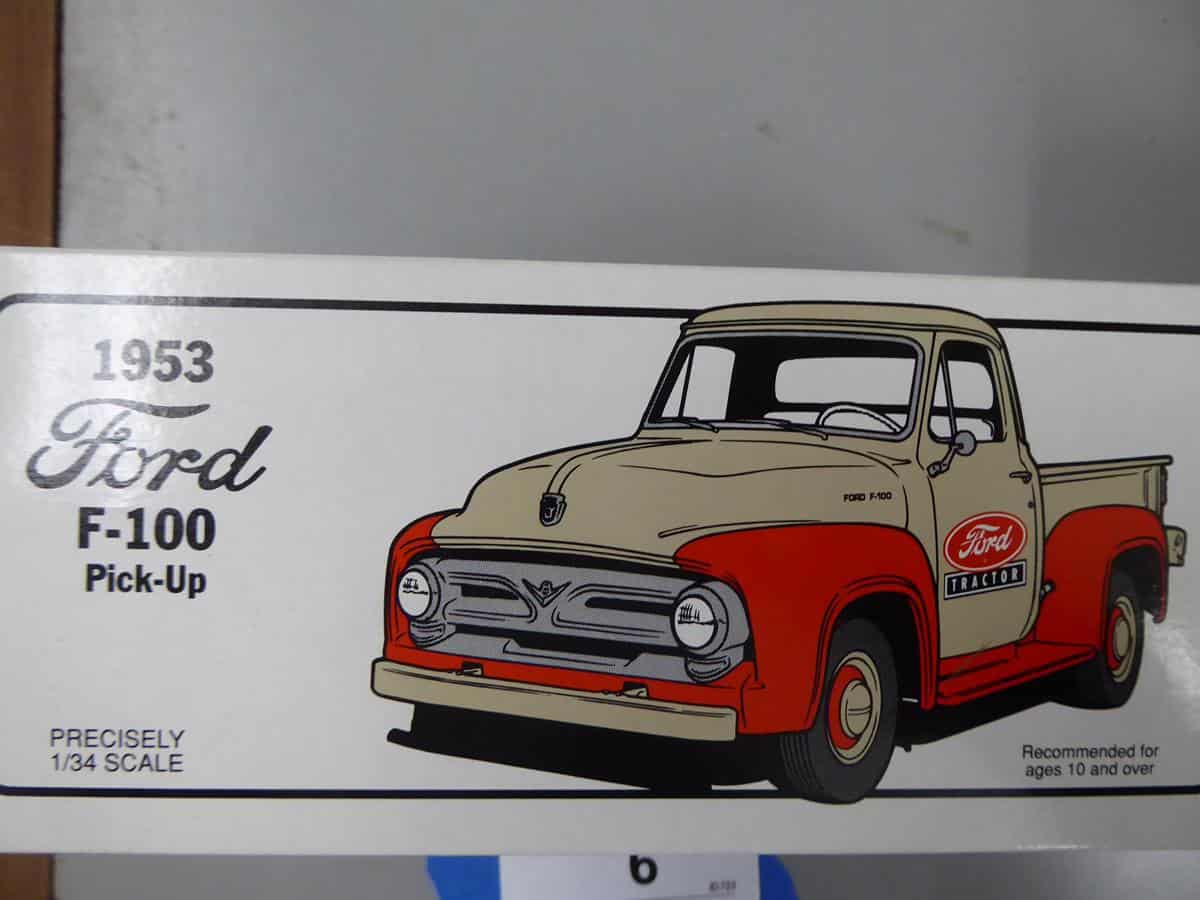 1953
Ford
F-100
Pick-Up
FORD F-100
Ford
TRACTOR
PRECISELY
1/34 SCALE
Recommended for
ages 10 and over
6